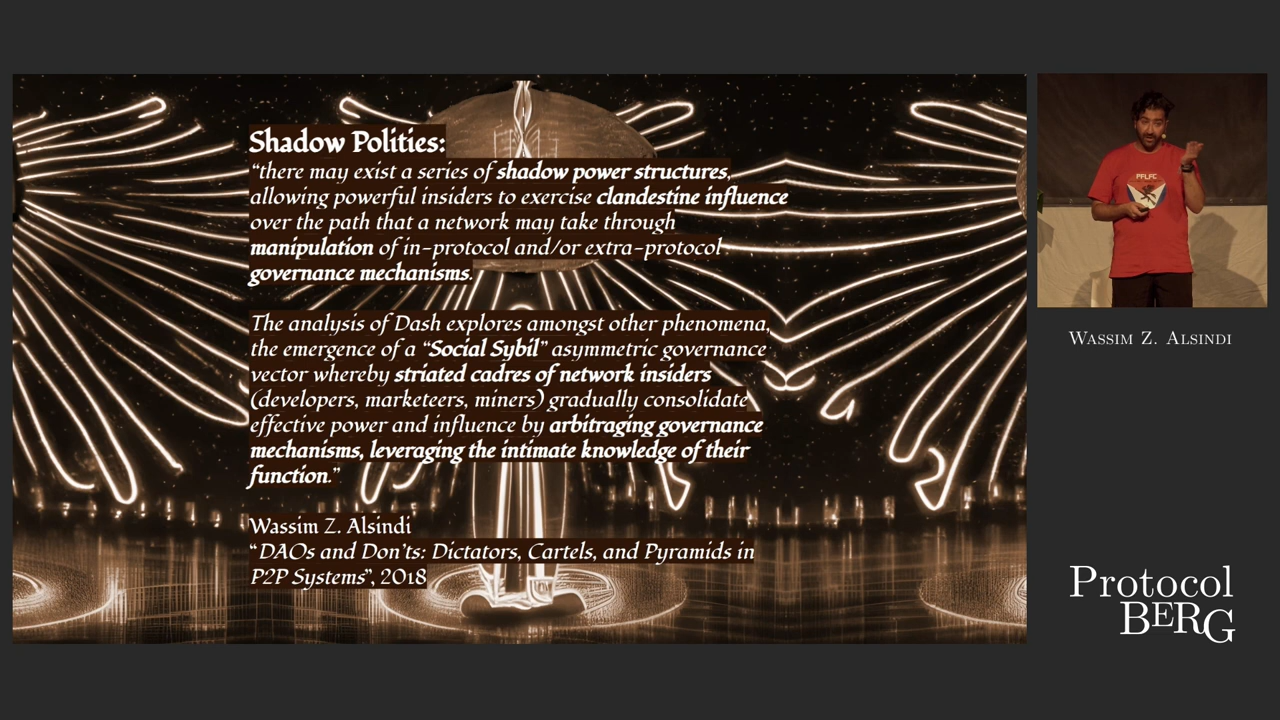 Shadow Polities:
“there may exist a series of shadow power structures,
allowing powerful insiders to exercise clandestine influence
over the path that a network may take through
manipulation of in-protocol and/or extra-protocol
governance mechanisms.
The analysis of Dash explores amongst other phenomena,
the emergence of a “Social Sybil” asymmetric governance
vector whereby striated cadres of network insiders
(developers, marketeers, miners) gradually consolidate
effective power and influence by arbitraging governance
mechanisms, leveraging the intimate knowledge of their
function.”
Wassim Z. Alsindi
“DAOs and Don’ts: Dictators, Cartels, and Pyramids in
P2P Systems”, 2018
PFLFC
Wassim Z. Alsindi
Protocol
BERG